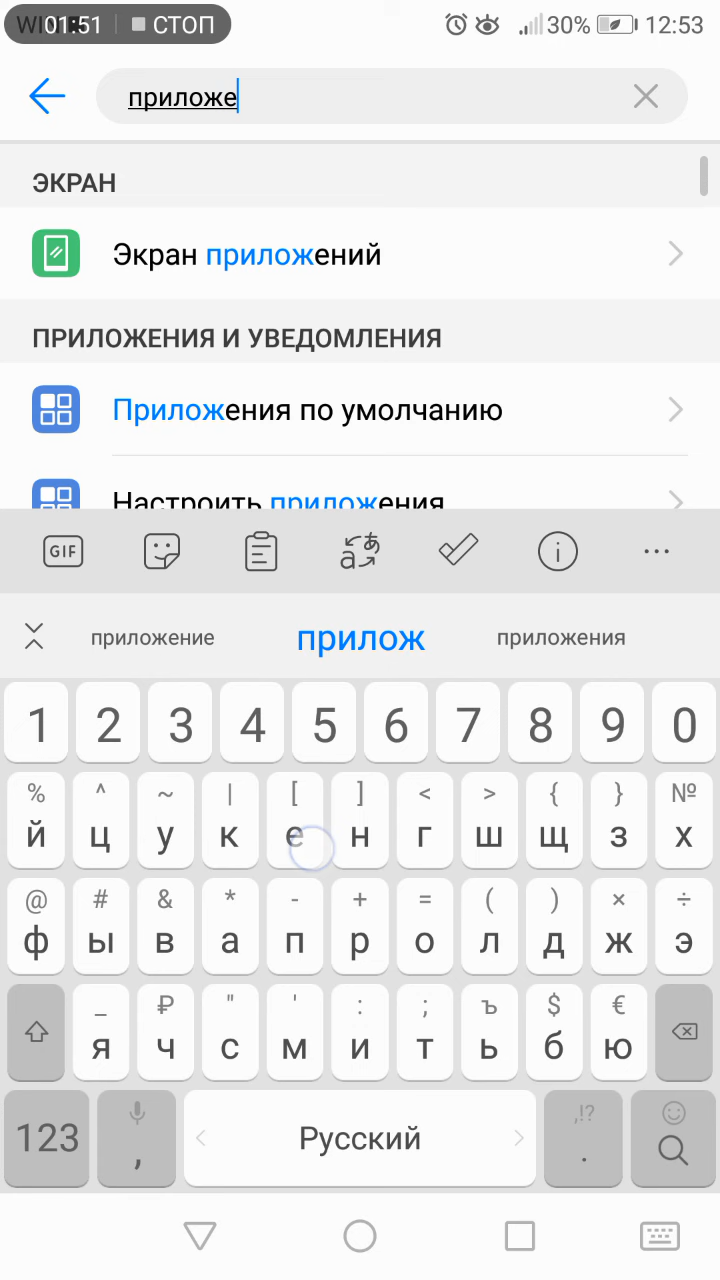 01:51 СТОП 30% 12:53
приложе
ЭКРАН
Экран приложений
ПРИЛОЖЕНИЯ И УВЕДОМЛЕНИЯ
Приложения по умолчанию
Настроить приложения
GIF
приложение прилож приложения
1 2 3 4 5 6 7 8 9 0
% ^ ~ | [ ] < > { } №
й ц у к е н г ш щ з х
@ # & * - + = ( ) × ÷
ф ы в а п р о л д ж э
_ ₽ " ' : ; ъ $ €
я ч с м и т ь б ю
,!?
123 , Русский .